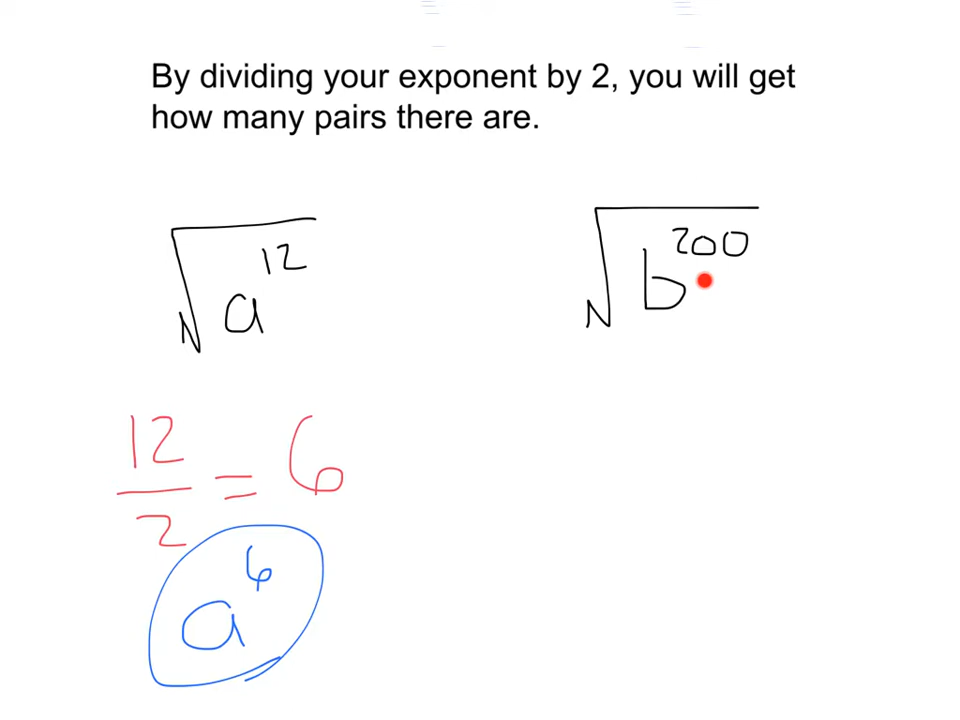 By dividing your exponent by 2, you will get
how many pairs there are.
√a¹²
√b²⁰⁰
12/2 = 6
a⁶